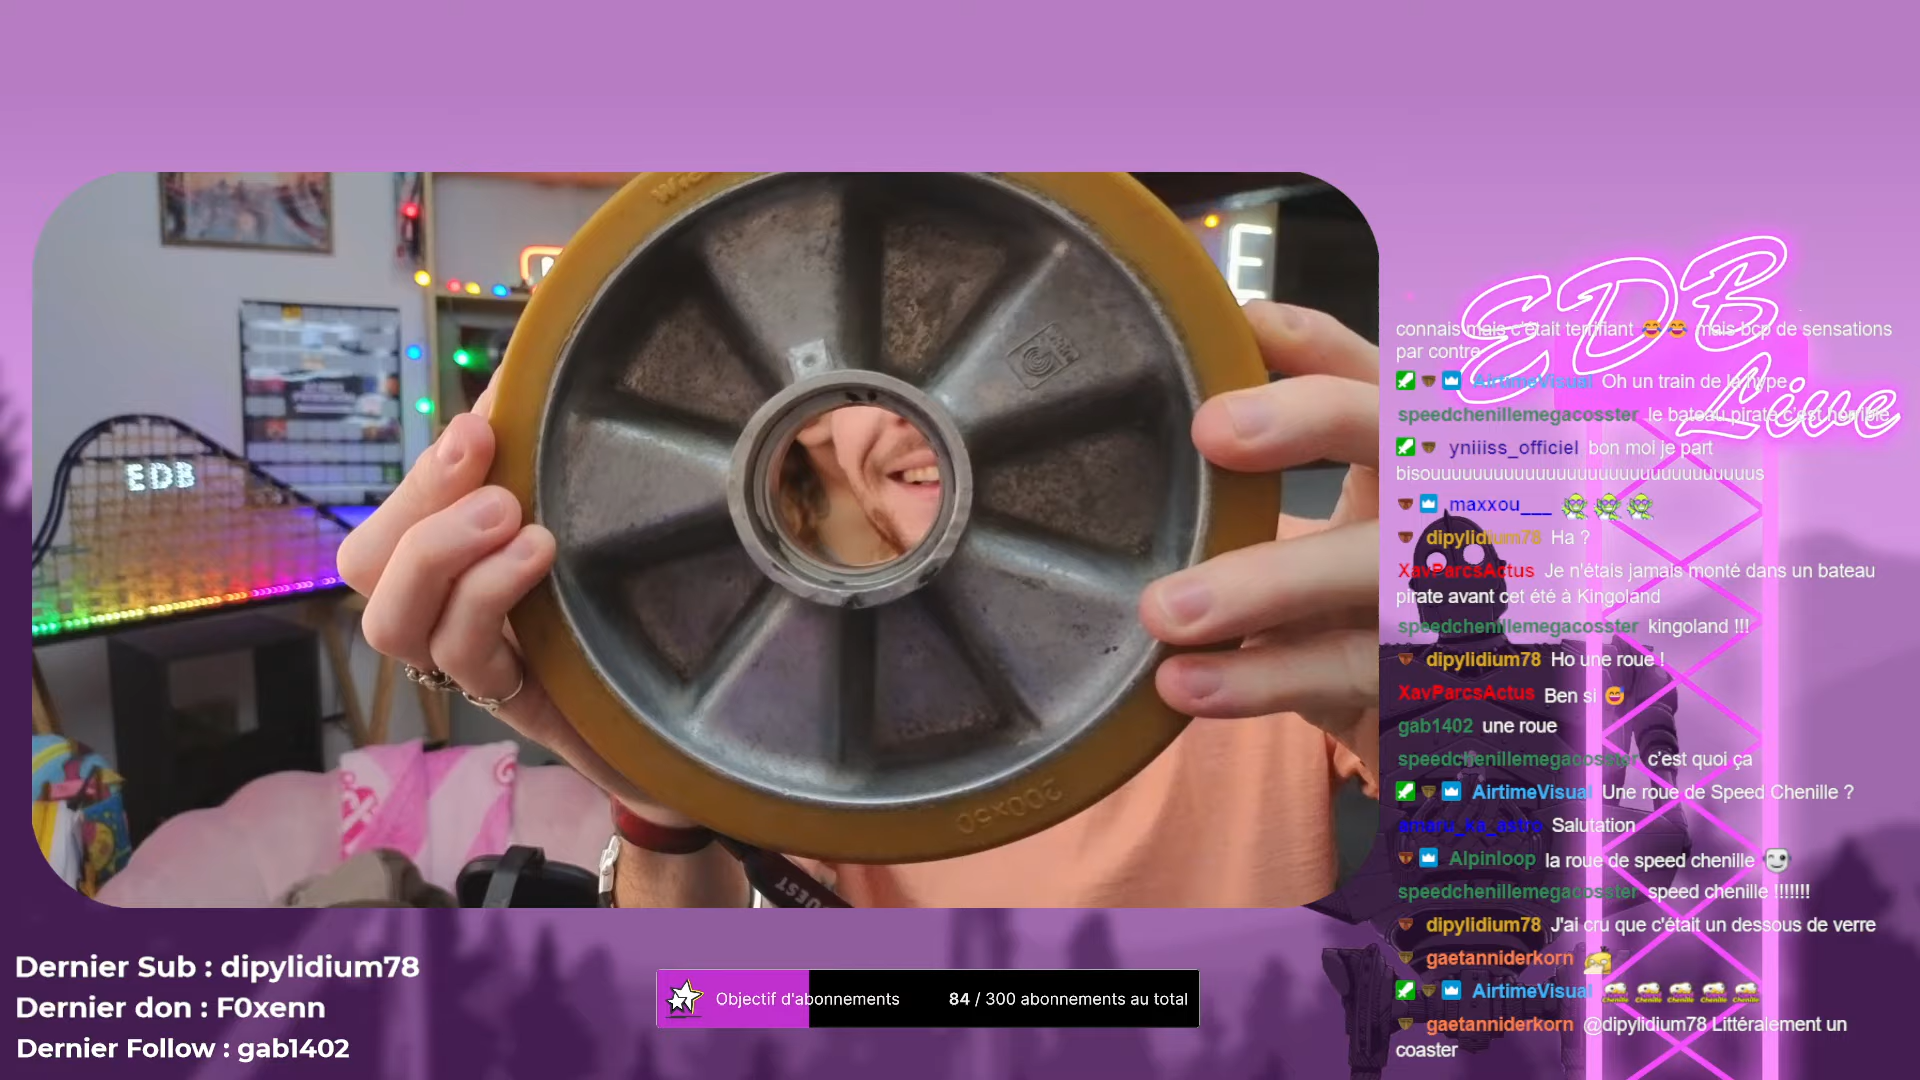 E
EDB
200x50
UEST
EDB
Live
connais mais c'était terrifiant 😂 😂 mais bcp de sensations
par contre
AirtimeVisual Oh un train de la hype
speedchenillemegacosster le bateau pirate c'est horrible
yniiiss_officiel bon moi je part
maxxou___
dipylidium78 Ha ?
XavParcsActus Je n'étais jamais monté dans un bateau
pirate avant cet été à Kingoland
speedchenillemegacosster kingoland !!!
dipylidium78 Ho une roue !
XavParcsActus Ben si 😅
gab1402 une roue
speedchenillemegacosster c'est quoi ça
AirtimeVisual Une roue de Speed Chenille ?
amaru_ka_astro Salutation
Alpinloop la roue de speed chenille
speedchenillemegacosster speed chenille !!!!!!!
dipylidium78 J'ai cru que c'était un dessous de verre
gaetanniderkorn
AirtimeVisual
gaetanniderkorn @dipylidium78 Littéralement un
coaster
Dernier Sub : dipylidium78
Dernier don : F0xenn
Dernier Follow : gab1402
Objectif d'abonnements 84 / 300 abonnements au total